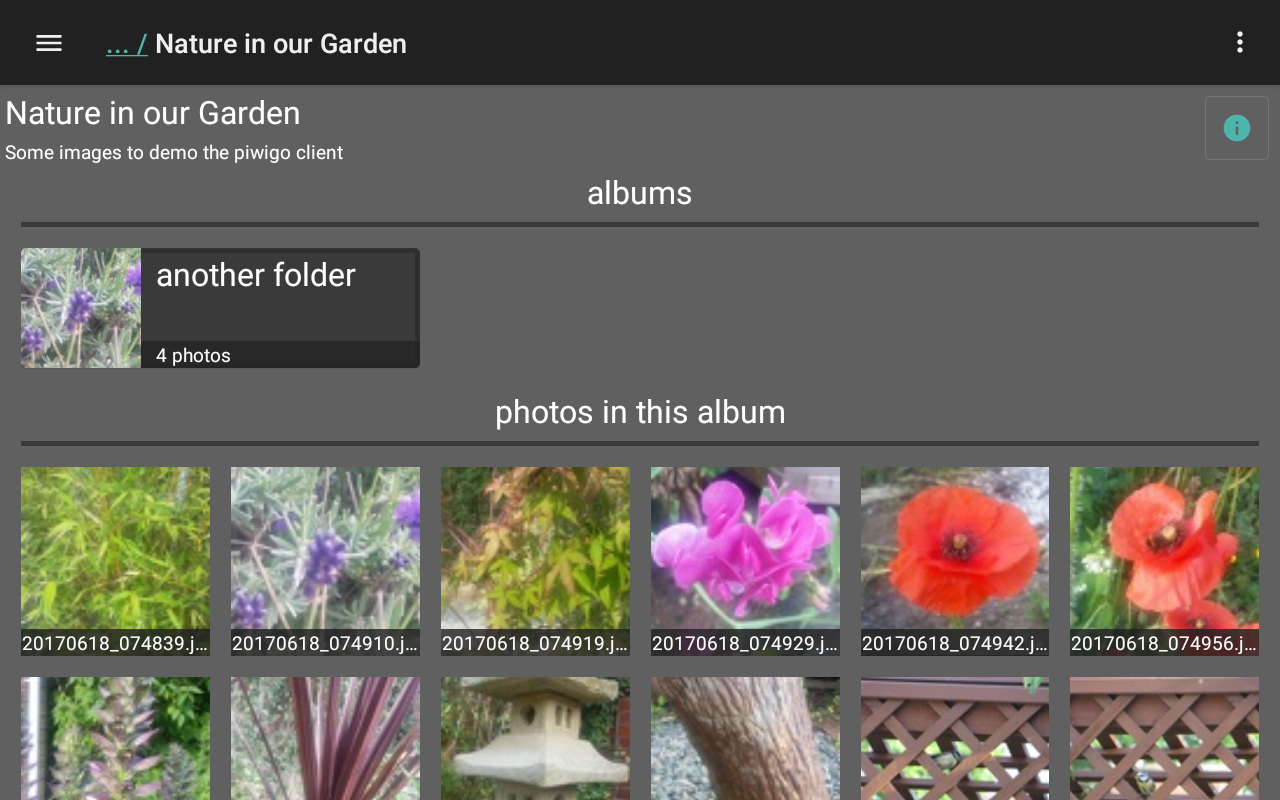 ... / Nature in our Garden
Nature in our Garden
Some images to demo the piwigo client
albums
another folder
4 photos
photos in this album
20170618_074839.j...
20170618_074910.j...
20170618_074919.j...
20170618_074929.j...
20170618_074942.j...
20170618_074956.j...